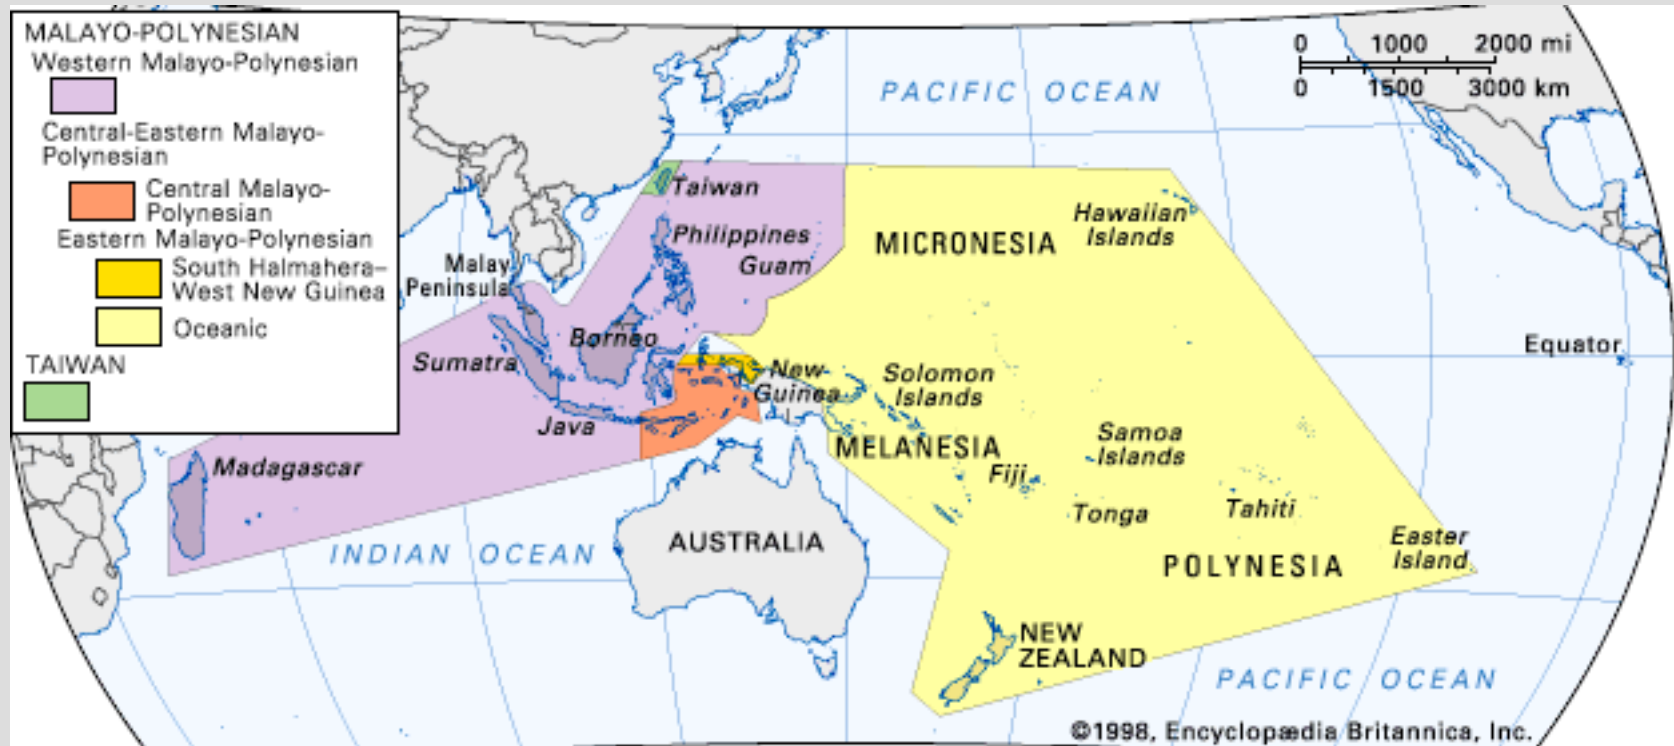 MALAYO-POLYNESIAN
Western Malayo-Polynesian
Central-Eastern Malayo-
Polynesian
Central Malayo-
Polynesian
Eastern Malayo-Polynesian
South Halmahera–
West New Guinea
Oceanic
TAIWAN
0 1000 2000 mi
0 1500 3000 km
PACIFIC OCEAN
Taiwan
Philippines
Guam
MICRONESIA
Hawaiian
Islands
Malay
Peninsula
Borneo
Sumatra
Java
New
Guinea
Solomon
Islands
Equator
MELANESIA
Samoa
Islands
Fiji
Tonga
Tahiti
Easter
Island
POLYNESIA
Madagascar
INDIAN OCEAN
AUSTRALIA
NEW
ZEALAND
PACIFIC OCEAN
©1998, Encyclopædia Britannica, Inc.